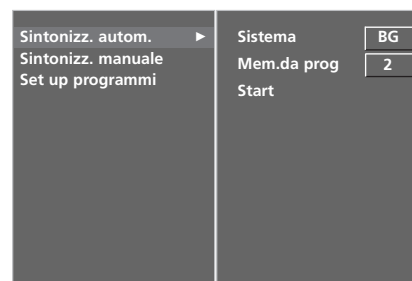 Sintonizz. autom. ►
Sintonizz. manuale
Set up programmi
Sistema BG
Mem.da prog 2
Start